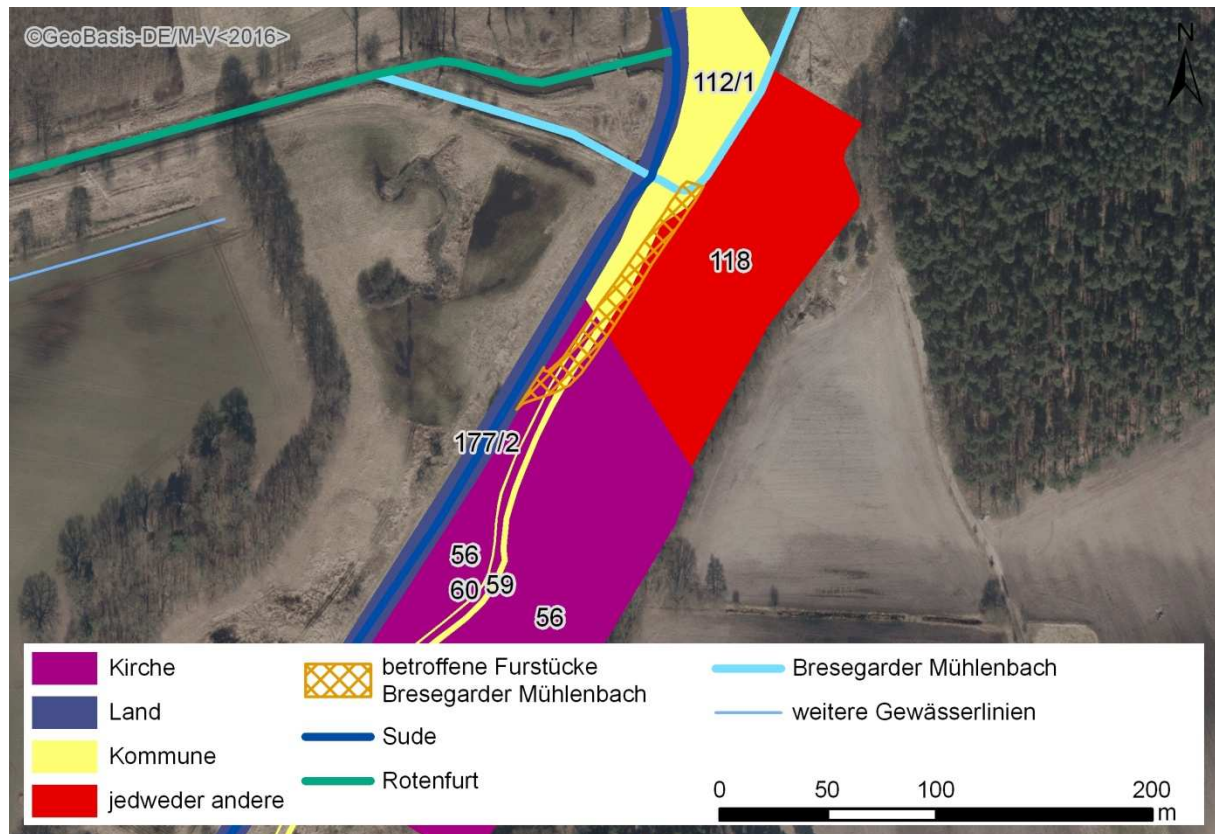 ©GeoBasis-DE/M-V<2016>
N
112/1
118
177/2
56
60
59
56
Kirche
Land
Kommune
jedweder andere
betroffene Furstücke
Bresegarder Mühlenbach
Sude
Rotenfurt
Bresegarder Mühlenbach
weitere Gewässerlinien
0 50 100 200
m